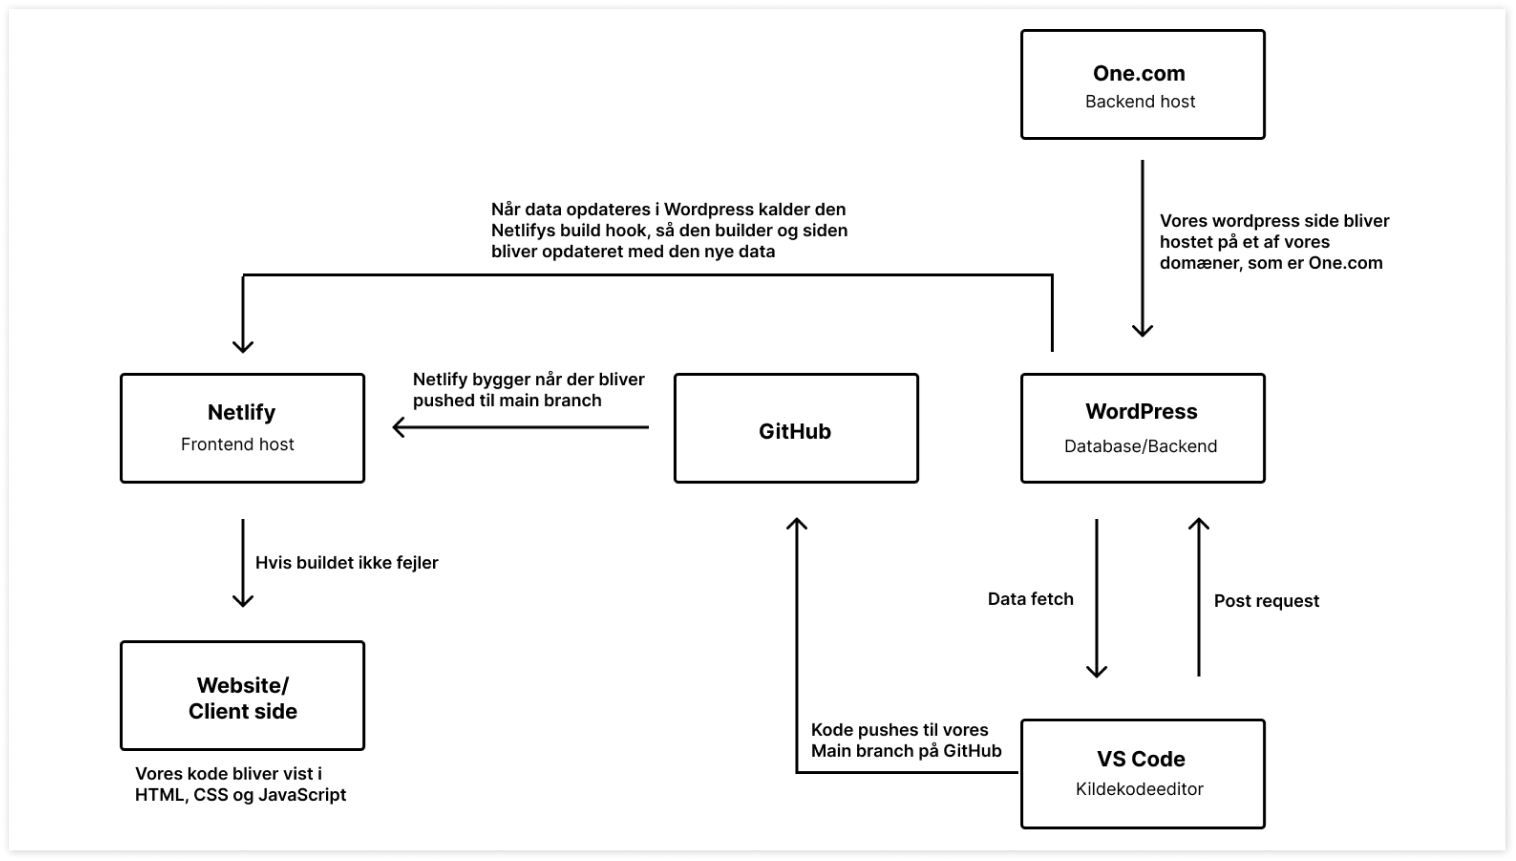 One.com
Backend host
Når data opdateres i Wordpress kalder den
Netlifys build hook, så den builder og siden
bliver opdateret med den nye data
Vores wordpress side bliver
hostet på et af vores
domæner, som er One.com
Netlify
Frontend host
Netlify bygger når der bliver
pushed til main branch
GitHub
WordPress
Database/Backend
Hvis buildet ikke fejler
Data fetch
Post request
Website/
Client side
Vores kode bliver vist i
HTML, CSS og JavaScript
Kode pushes til vores
Main branch på GitHub
VS Code
Kildekodeeditor